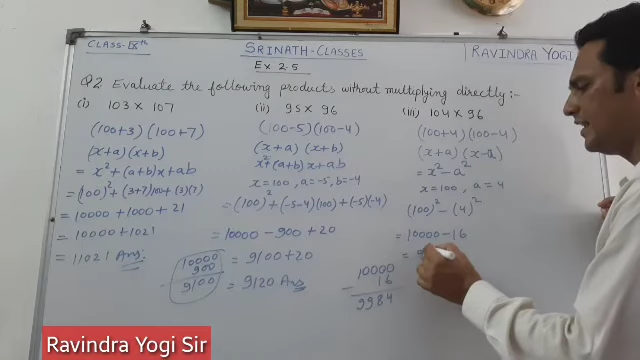 CLASS-IXth
SRINATH-CLASSES
RAVINDRA YOGI
Ex 2.5
Q2. Evaluate the following products without multiplying directly:-
(i) 103 × 107
(100+3) (100+7)
(x+a) (x+b)
= x² + (a+b)x + ab
= (100)² + (3+7)100 + (3)(7)
= 10000 + 1000 + 21
= 10000 + 1021
= 11021 Ans:
(ii) 95 × 96
(100-5)(100-4)
(x+a) (x+b)
x² + (a+b)x + ab
x = 100, a = -5, b = -4
= (100)² + (-5-4)(100) + (-5)(-4)
= 10000 - 900 + 20
10000
900
- 9100
= 9100 + 20
= 9120 Ans
(iii) 104 × 96
(100+4) (100-4)
(x+a) (x-a)
= x² - a²
x = 100, a = 4
(100)² - (4)²
= 10000 - 16
10000
- 16
9984
= 9
Ravindra Yogi Sir